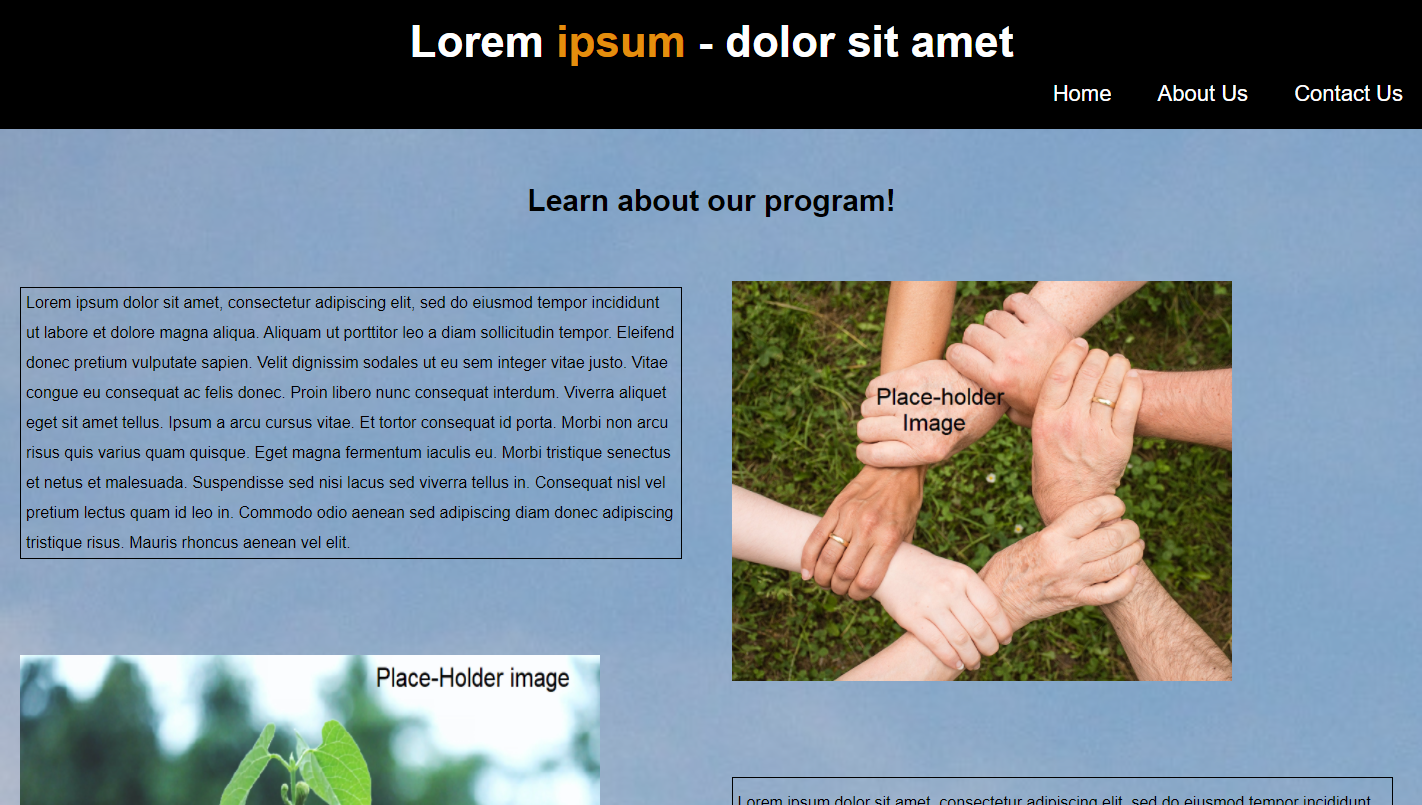 Lorem ipsum - dolor sit amet
Home About Us Contact Us
Learn about our program!
Lorem ipsum dolor sit amet, consectetur adipiscing elit, sed do eiusmod tempor incididunt
ut labore et dolore magna aliqua. Aliquam ut porttitor leo a diam sollicitudin tempor. Eleifend
donec pretium vulputate sapien. Velit dignissim sodales ut eu sem integer vitae justo. Vitae
congue eu consequat ac felis donec. Proin libero nunc consequat interdum. Viverra aliquet
eget sit amet tellus. Ipsum a arcu cursus vitae. Et tortor consequat id porta. Morbi non arcu
risus quis varius quam quisque. Eget magna fermentum iaculis eu. Morbi tristique senectus
et netus et malesuada. Suspendisse sed nisi lacus sed viverra tellus in. Consequat nisl vel
pretium lectus quam id leo in. Commodo odio aenean sed adipiscing diam donec adipiscing
tristique risus. Mauris rhoncus aenean vel elit.
Place-holder
Image
Place-Holder image
Lorem ipsum dolor sit amet, consectetur adipiscing elit, sed do eiusmod tempor incididunt